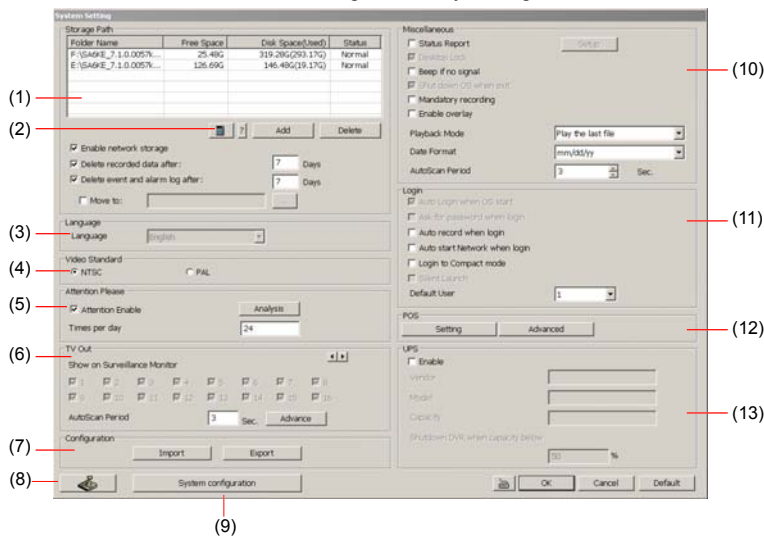 System Setting
Storage Path
Folder Name Free Space Disk Space(Used) Status
F:\SA6KE_7.1.0.0057k... 25.48G 319.28G(293.17G) Normal
E:\SA6KE_7.1.0.0057k... 126.69G 146.48G(19.17G) Normal
(1)
(2)
? Add Delete
Enable network storage
Delete recorded data after: 7 Days
Delete event and alarm log after: 7 Days
Move to: ...
Language
(3)
Language English
Video Standard
(4)
NTSC PAL
Attention Please
(5)
Attention Enable Analysis
Times per day 24
TV Out
(6)
Show on Surveillance Monitor
1 2 3 4 5 6 7 8
9 10 11 12 13 14 15 16
AutoScan Period 3 Sec. Advance
Configuration
(7)
Import Export
(8)
System configuration
(9)
Miscellaneous
Status Report Setup
Desktop Lock
(10)
Beep if no signal
Shut down OS when exit
Mandatory recording
Enable overlay
Playback Mode Play the last file
Date Format mm/dd/yy
AutoScan Period 3 Sec.
Login
Auto Login when OS start
Ask for password when login
(11)
Auto record when login
Auto start Network when login
Login to Compact mode
Silent Launch
Default User 1
POS
Setting Advanced
(12)
UPS
Enable
Vendor
Model
Capacity
(13)
Shutdown DVR when capacity below
50 %
OK Cancel Default